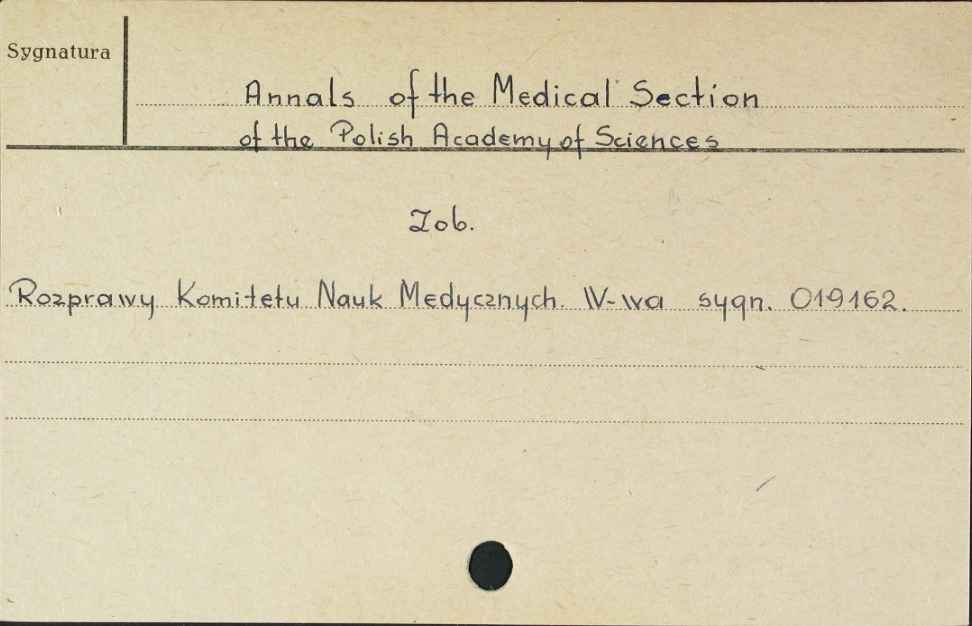 Sygnatura
Annals of the Medical Section
of the Polish Academy of Sciences
Zob.
Rozprawy Komitetu Nauk Medycznych. W-wa sygn. 019162.